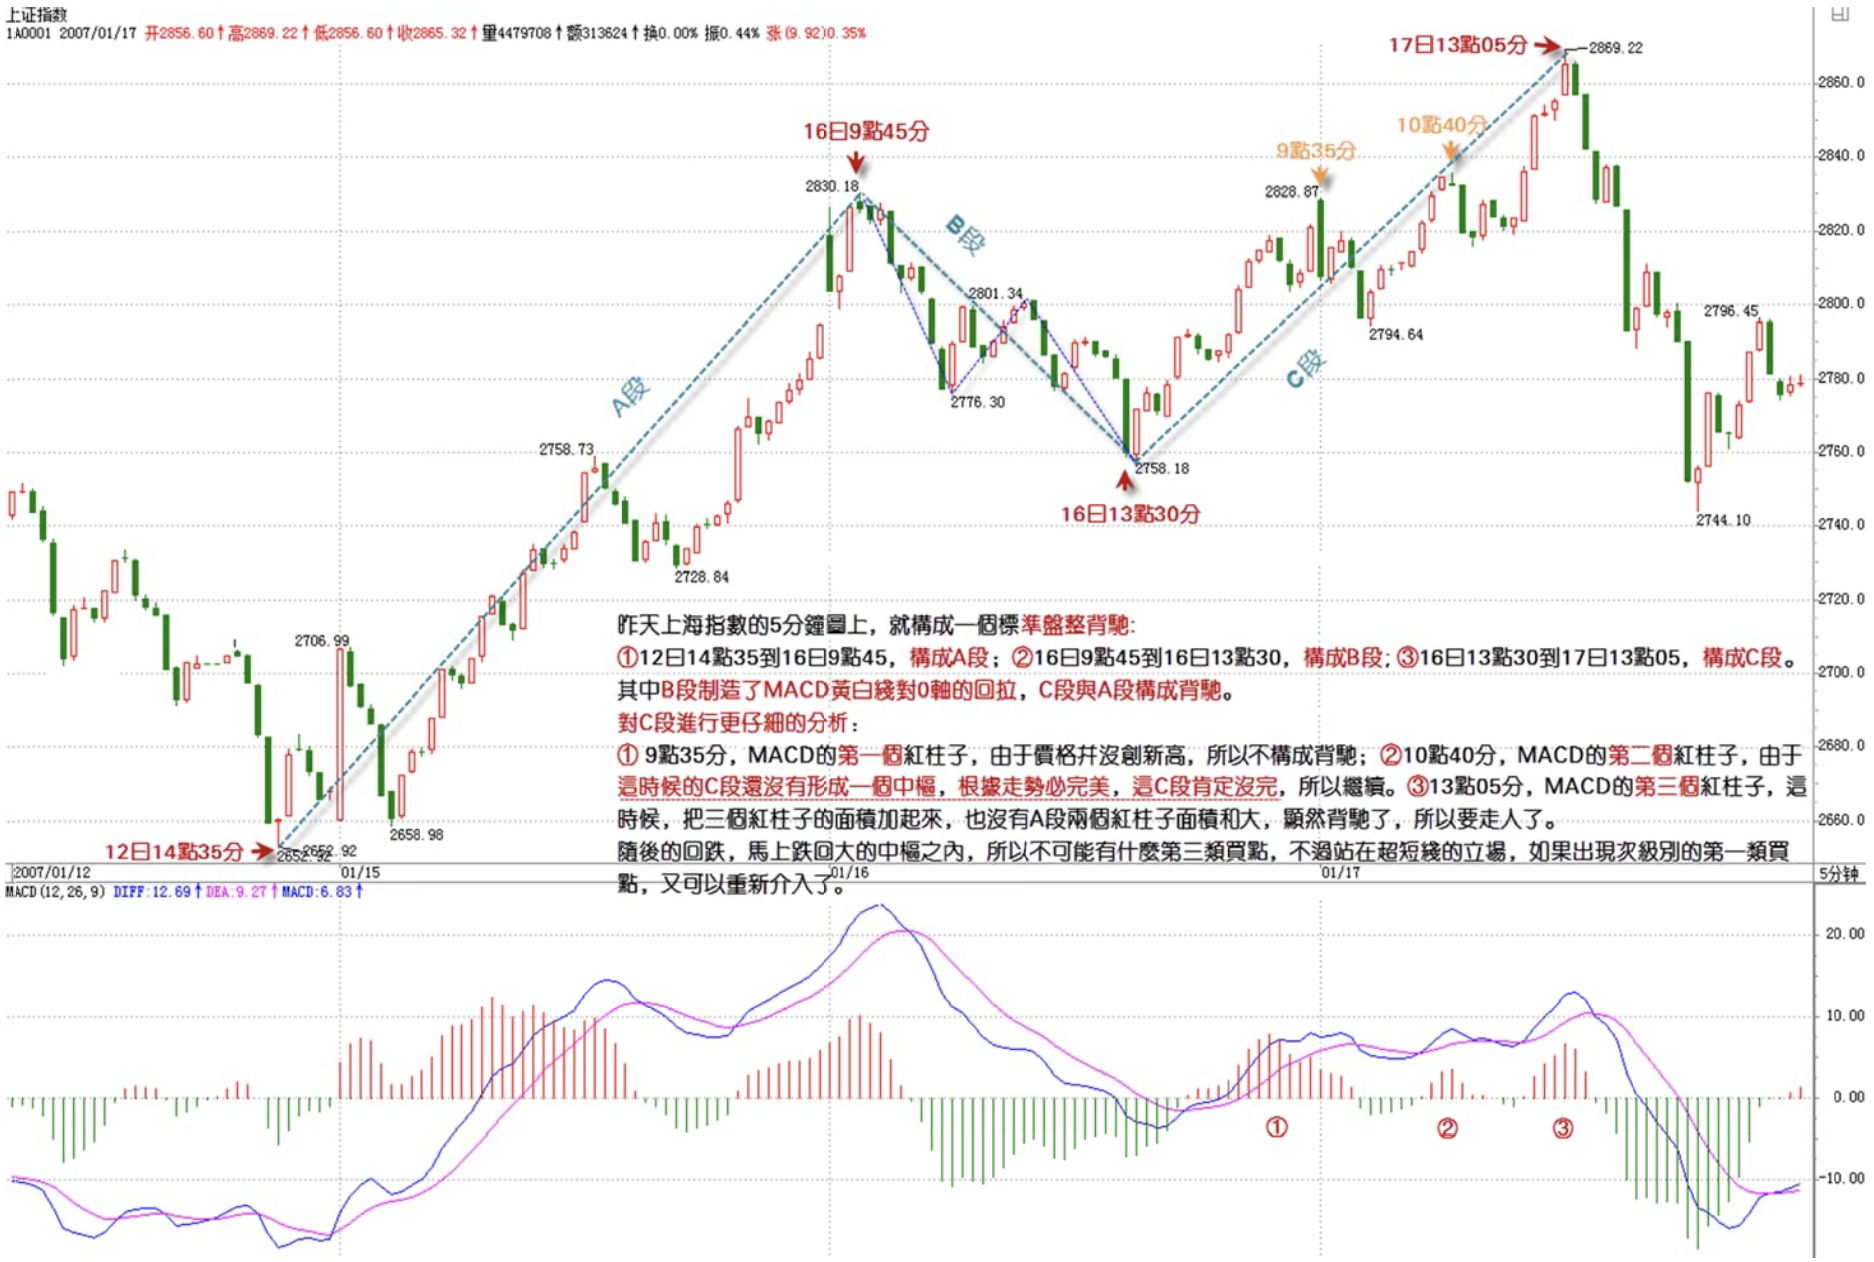 上证指数
1A0001 2007/01/17 开2856.60↑高2869.22↑低2856.60↑收2865.32↑量4479708↑额313624↑换0.00% 振0.44% 涨(9.92)0.35%
17日13點05分
2869.22
2860.0
16日9點45分
10點40分
9點35分
2840.0
2830.18
2828.87
B段
2820.0
2801.34
2800.0
2796.45
2794.64
C段
A段
2780.0
2776.30
2758.73
2760.0
2758.18
16日13點30分
2744.10
2740.0
2728.84
2720.0
昨天上海指數的5分鐘圖上，就構成一個標準盤整背馳:
2706.99
①12日14點35到16日9點45，構成A段；②16日9點45到16日13點30，構成B段；③16日13點30到17日13點05，構成C段。
2700.0
其中B段制造了MACD黃白綫對0軸的回拉，C段與A段構成背馳。
對C段進行更仔細的分析：
2680.0
① 9點35分，MACD的第一個紅柱子，由于價格幷沒創新高，所以不構成背馳；②10點40分，MACD的第二個紅柱子，由于
這時候的C段還沒有形成一個中樞，根據走勢必完美，這C段肯定沒完，所以繼續。③13點05分，MACD的第三個紅柱子，這
時候，把三個紅柱子的面積加起來，也沒有A段兩個紅柱子面積和大，顯然背馳了，所以要走人了。
2660.0
2658.98
12日14點35分
2652.92
2652.92
隨後的回跌，馬上跌回大的中樞之內，所以不可能有什麼第三類買點，不過站在超短綫的立場，如果出現次級別的第一類買
點，又可以重新介入了。
2007/01/12
01/15
01/16
01/17
5分钟
MACD(12,26,9) DIFF:12.69↑ DEA:9.27↑ MACD:6.83↑
20.00
10.00
0.00
①
②
③
-10.00